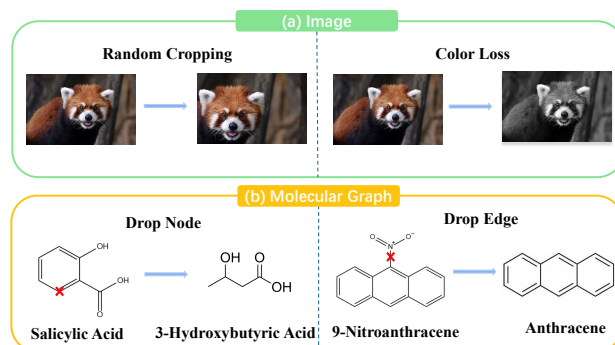 (a) Image
Random Cropping
Color Loss
(b) Molecular Graph
Drop Node
Drop Edge
OH
OH
O
OH
O
OH
O
N+
O-
Salicylic Acid
3-Hydroxybutyric Acid
9-Nitroanthracene
Anthracene